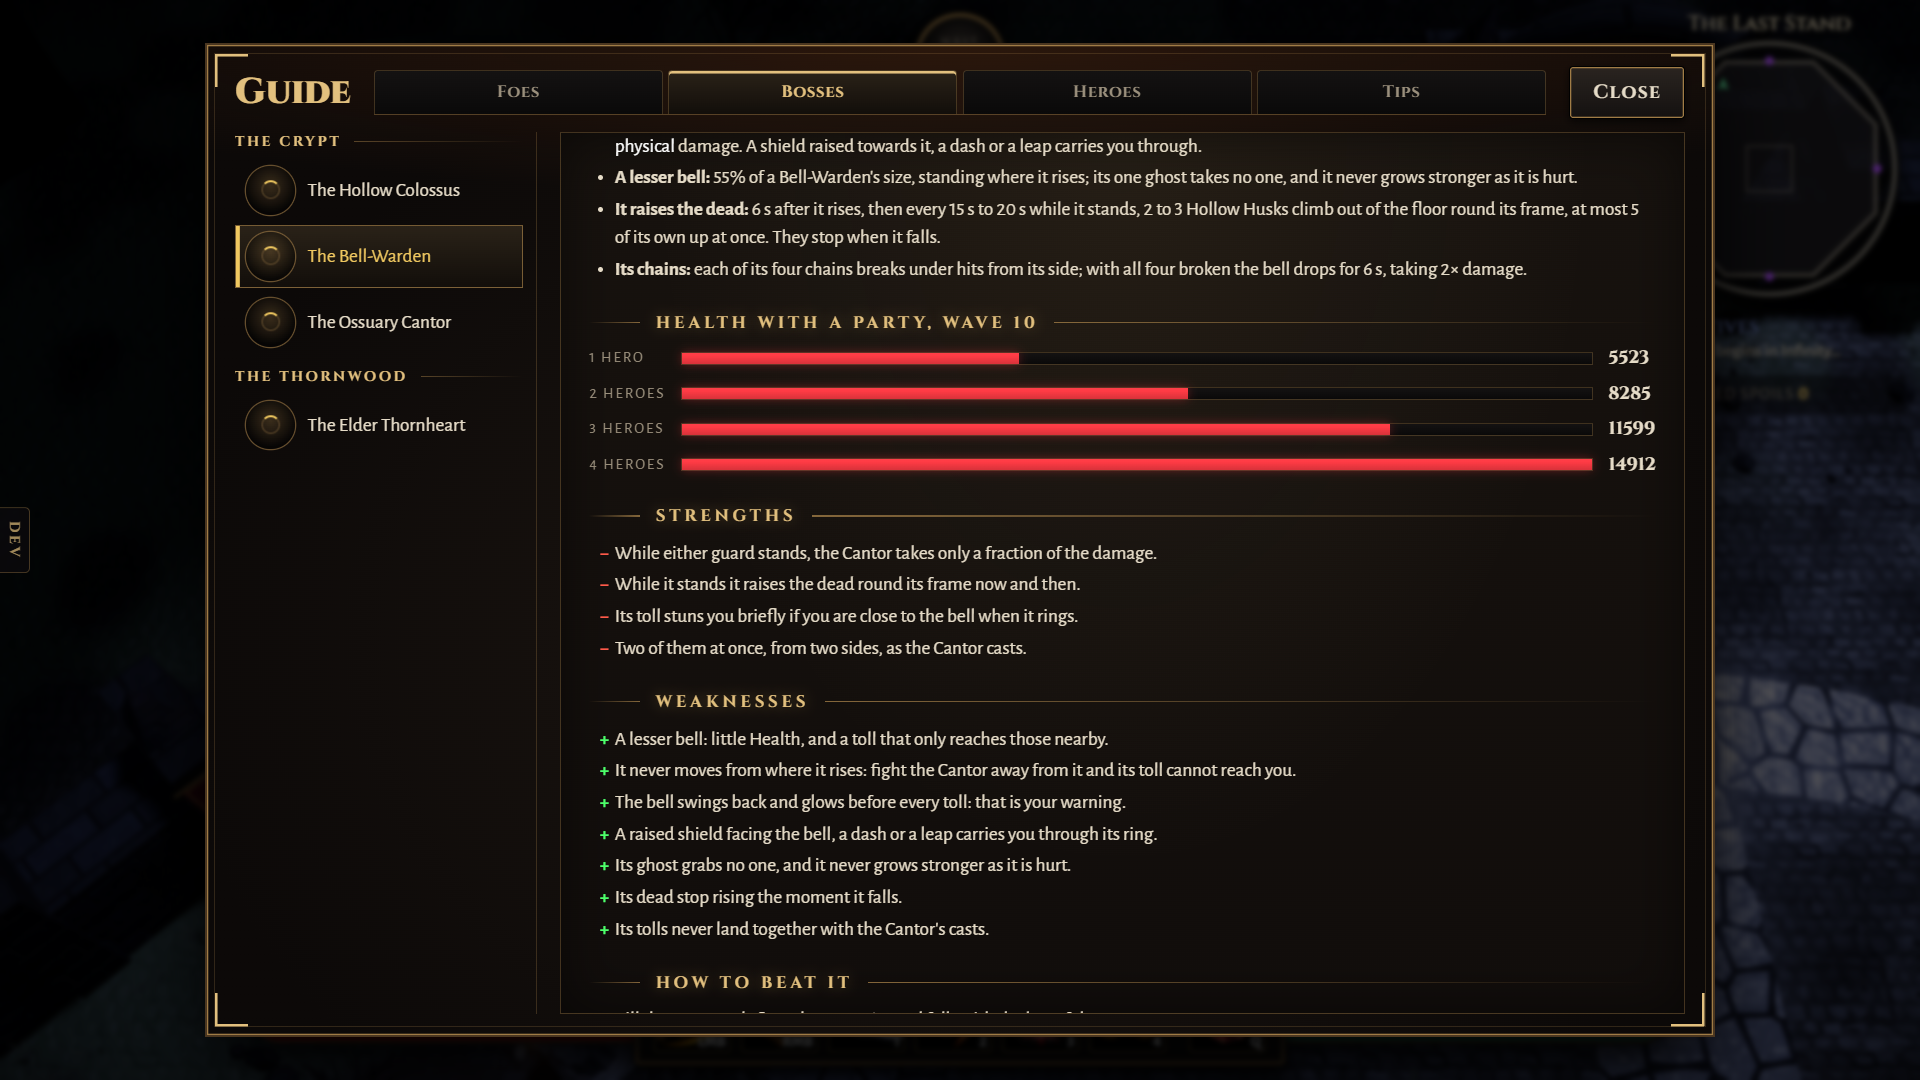 THE LAST STAND
GUIDE
FOES
BOSSES
HEROES
TIPS
CLOSE
THE CRYPT
The Hollow Colossus
The Bell-Warden
The Ossuary Cantor
THE THORNWOOD
The Elder Thornheart
DEV
physical damage. A shield raised towards it, a dash or a leap carries you through.
• A lesser bell: 55% of a Bell-Warden's size, standing where it rises; its one ghost takes no one, and it never grows stronger as it is hurt.
• It raises the dead: 6 s after it rises, then every 15 s to 20 s while it stands, 2 to 3 Hollow Husks climb out of the floor round its frame, at most 5
of its own up at once. They stop when it falls.
• Its chains: each of its four chains breaks under hits from its side; with all four broken the bell drops for 6 s, taking 2× damage.
HEALTH WITH A PARTY, WAVE 10
1 HERO 5523
2 HEROES 8285
3 HEROES 11599
4 HEROES 14912
STRENGTHS
– While either guard stands, the Cantor takes only a fraction of the damage.
– While it stands it raises the dead round its frame now and then.
– Its toll stuns you briefly if you are close to the bell when it rings.
– Two of them at once, from two sides, as the Cantor casts.
WEAKNESSES
+ A lesser bell: little Health, and a toll that only reaches those nearby.
+ It never moves from where it rises: fight the Cantor away from it and its toll cannot reach you.
+ The bell swings back and glows before every toll: that is your warning.
+ A raised shield facing the bell, a dash or a leap carries you through its ring.
+ Its ghost grabs no one, and it never grows stronger as it is hurt.
+ Its dead stop rising the moment it falls.
+ Its tolls never land together with the Cantor's casts.
HOW TO BEAT IT